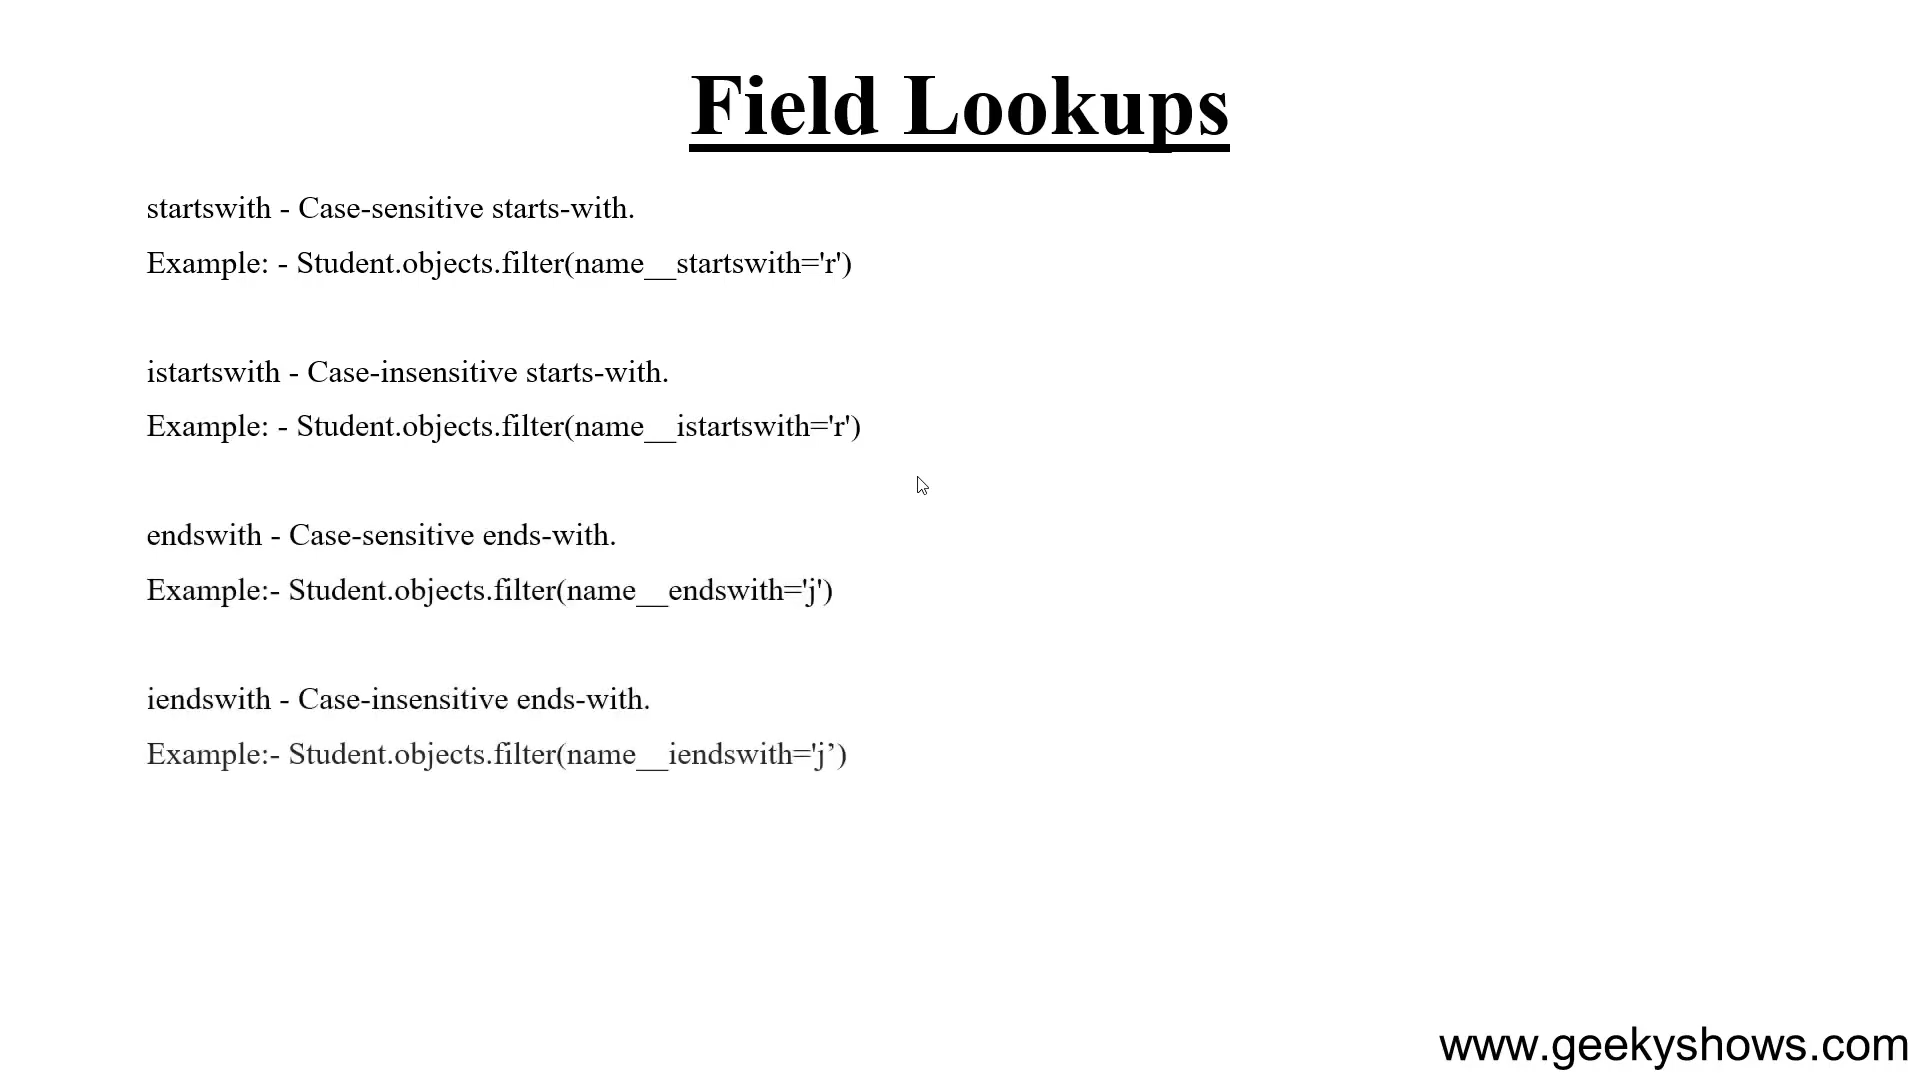 Field Lookups
startswith - Case-sensitive starts-with.
Example: - Student.objects.filter(name__startswith='r')
istartswith - Case-insensitive starts-with.
Example: - Student.objects.filter(name__istartswith='r')
endswith - Case-sensitive ends-with.
Example:- Student.objects.filter(name__endswith='j')
iendswith - Case-insensitive ends-with.
Example:- Student.objects.filter(name__iendswith='j’)
www.geekyshows.com